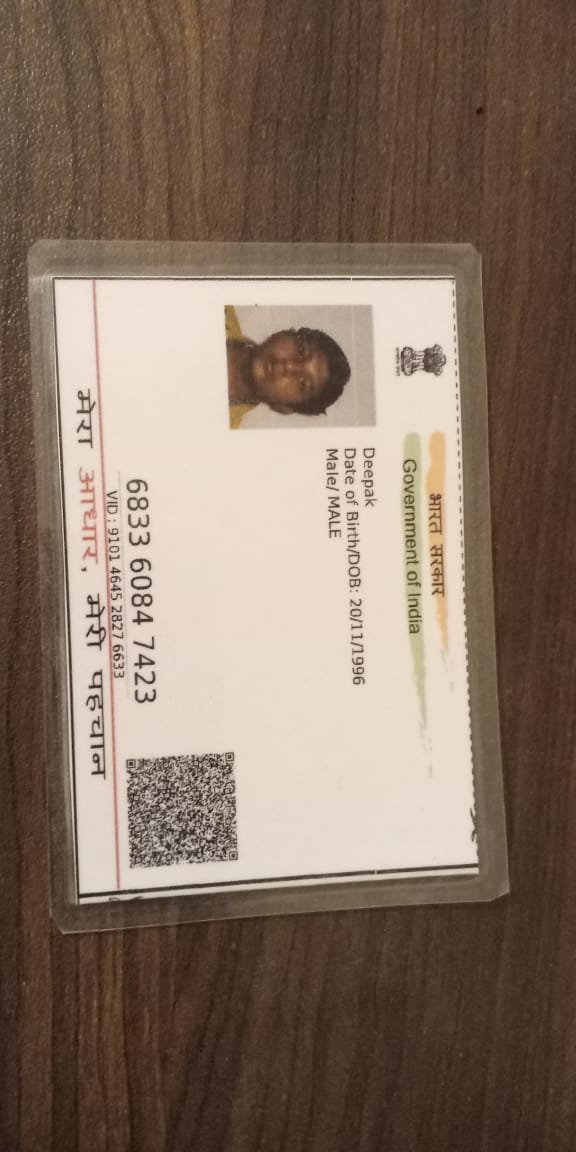 भारत सरकार
Government of India
Deepak
Date of Birth/DOB: 20/11/1996
Male/ MALE
6833 6084 7423
VID : 9101 4645 2827 6633
मेरा आधार, मेरी पहचान